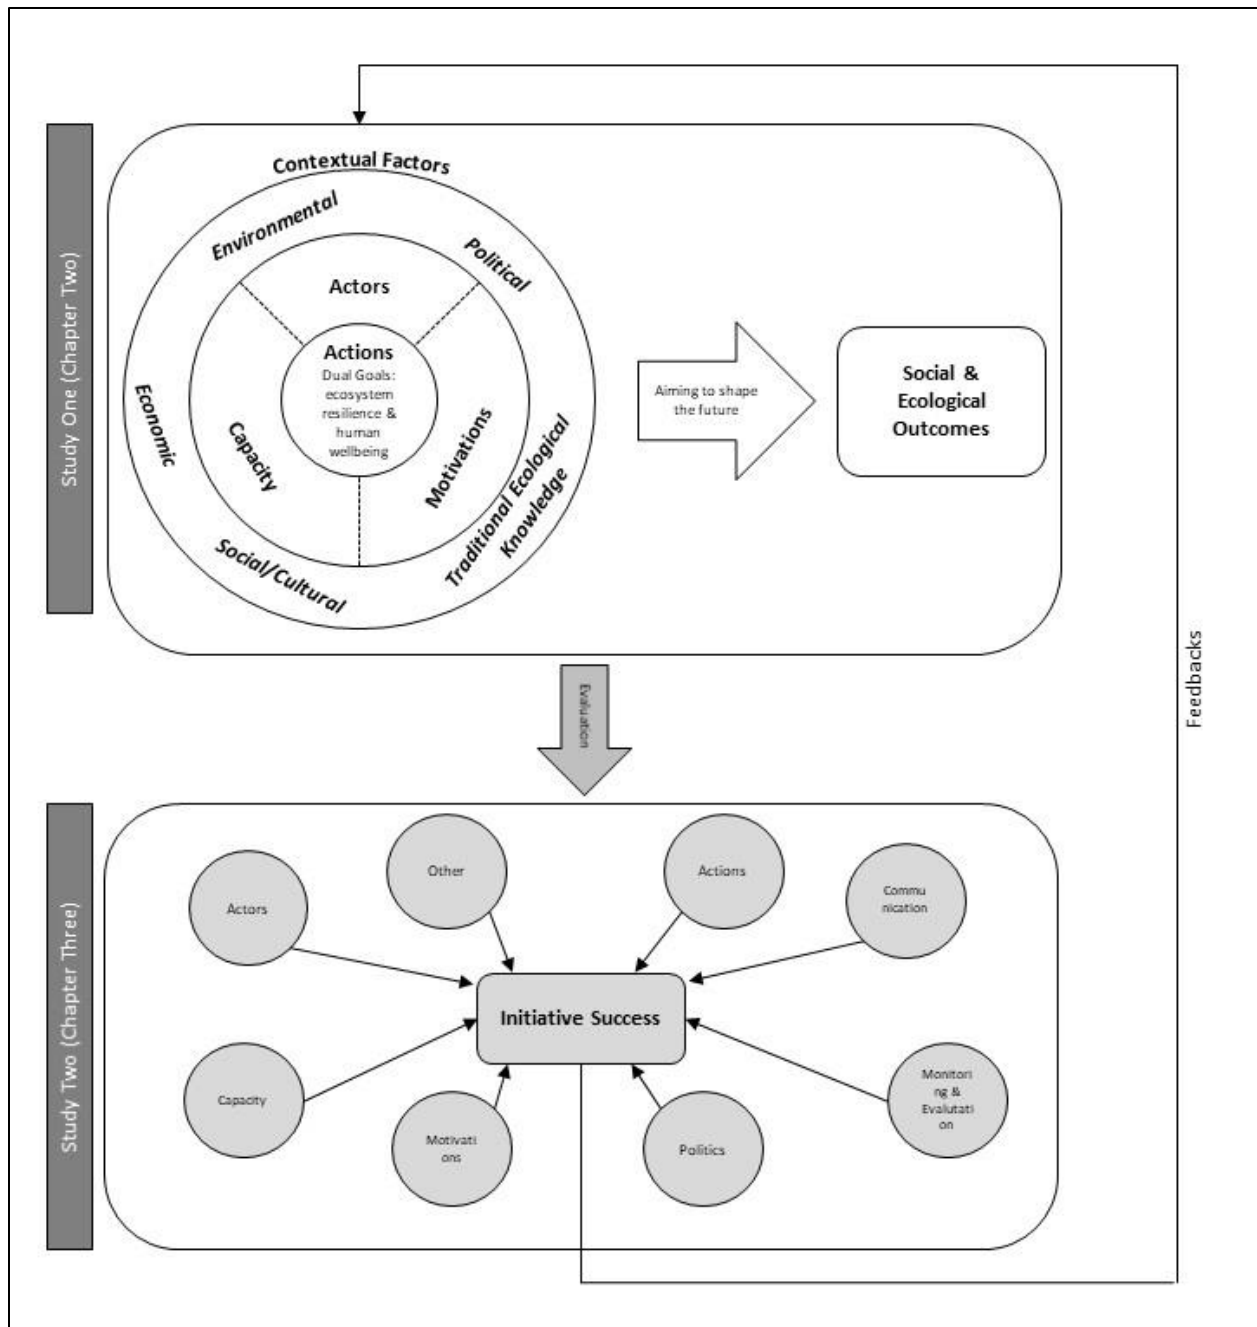 Study One (Chapter Two)
Contextual Factors
Environmental
Political
Economic
Social/Cultural
Traditional Ecological
Knowledge
Actors
Capacity
Motivations
Actions
Dual Goals:
ecosystem
resilience &
human
wellbeing
Aiming to shape
the future
Social &
Ecological
Outcomes
Evaluation
Feedbacks
Study Two (Chapter Three)
Actors
Other
Actions
Commu
nication
Initiative Success
Capacity
Motivati
ons
Politics
Monitori
ng &
Evalutati
on